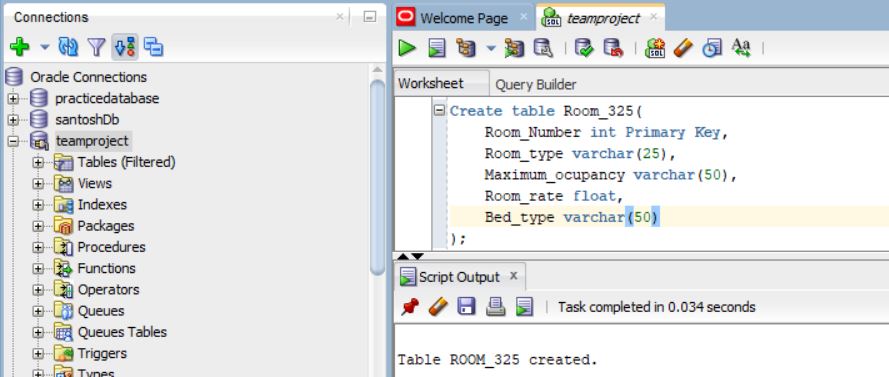 Connections
Oracle Connections
practicedatabase
santoshDb
teamproject
Tables (Filtered)
Views
Indexes
Packages
Procedures
Functions
Operators
Queues
Queues Tables
Triggers
Types
Welcome Page
teamproject
Worksheet Query Builder
Create table Room_325(
Room_Number int Primary Key,
Room_type varchar(25),
Maximum_ocupancy varchar(50),
Room_rate float,
Bed_type varchar(50)
);
Script Output
Task completed in 0.034 seconds
Table ROOM_325 created.